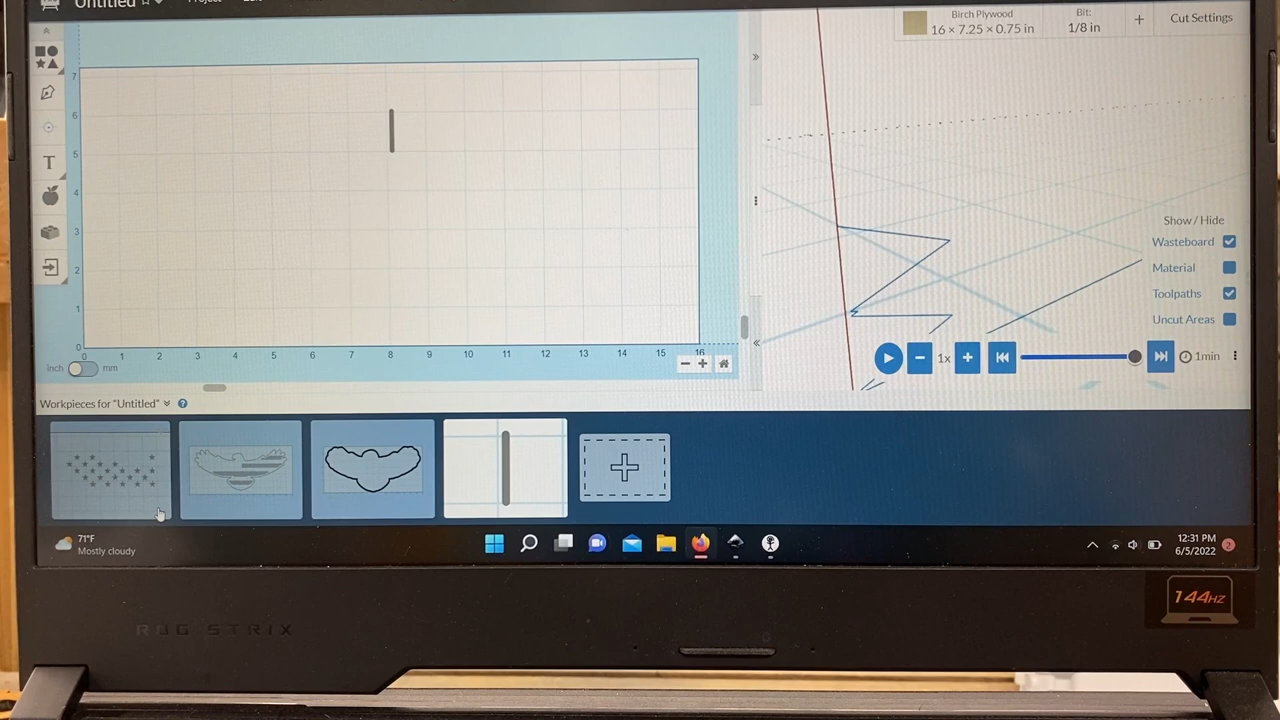 Untitled
Birch Plywood
16 × 7.25 × 0.75 in
Bit:
1/8 in
+
Cut Settings
T
7
6
5
4
3
2
1
0
0 1 2 3 4 5 6 7 8 9 10 11 12 13 14 15 16
inch mm
Show / Hide
Wasteboard
Material
Toolpaths
Uncut Areas
1x
1min
Workpieces for "Untitled"
71°F
Mostly cloudy
12:31 PM
6/5/2022
2
144HZ
ROG STRIX